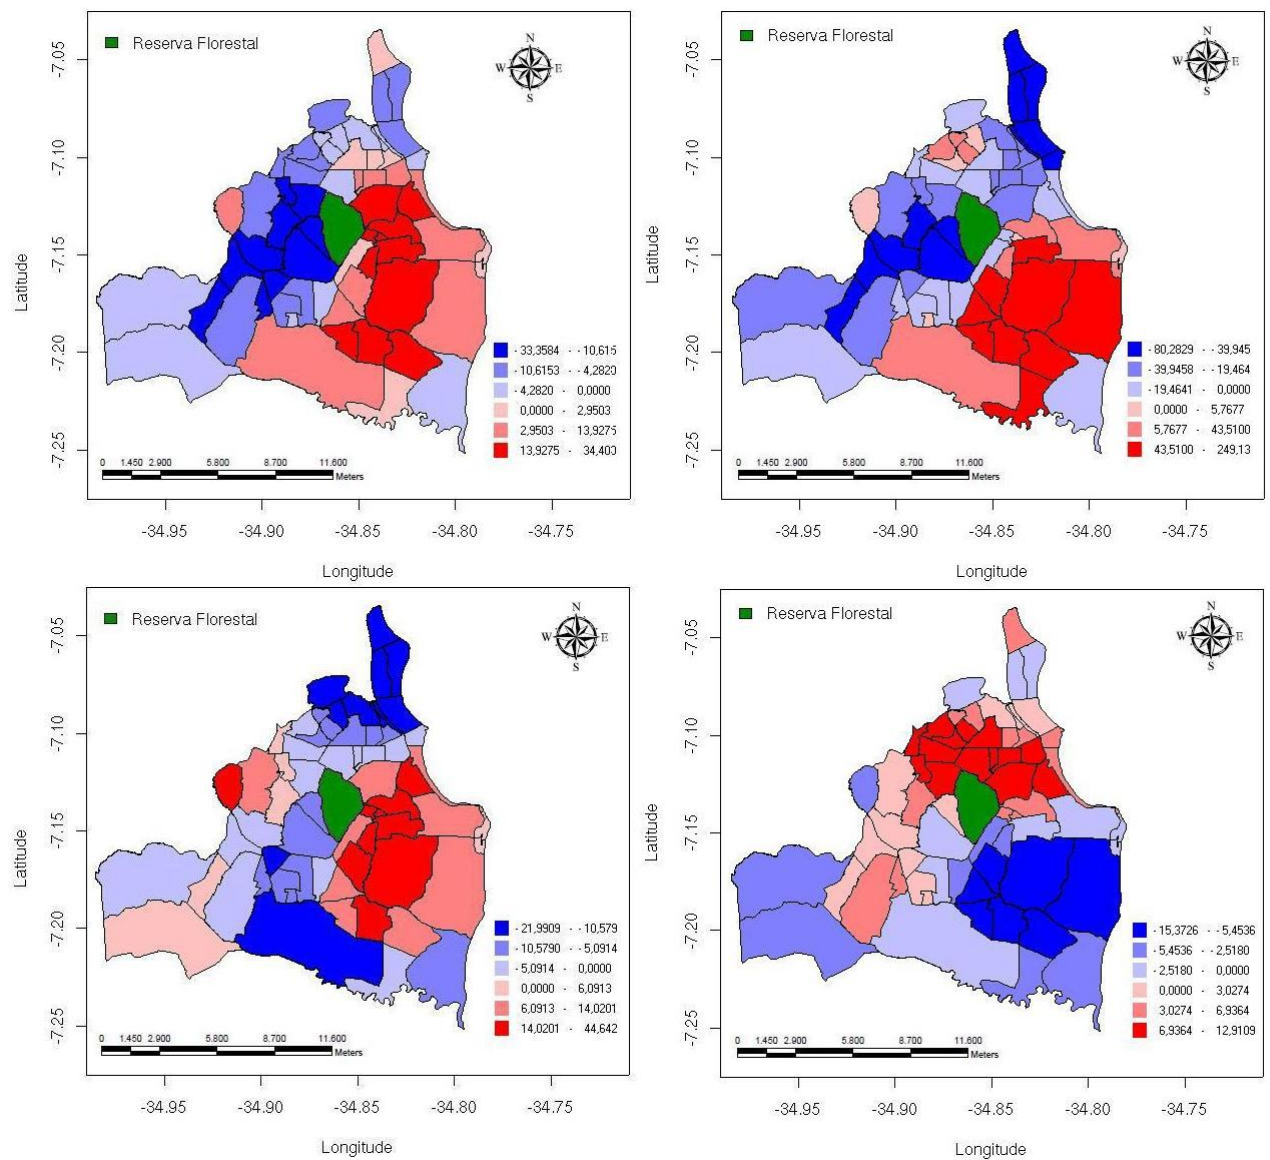 Reserva Florestal
N
W E
S
-7.05
-7.10
-7.15
-7.20
-7.25
Latitude
-33,3584 - -10,615
-10,6153 - -4,2820
-4,2820 - 0,0000
0,0000 - 2,9503
2,9503 - 13,9275
13,9275 - 34,403
0 1.450 2.900 5.800 8.700 11.600
Meters
-34.95 -34.90 -34.85 -34.80 -34.75
Longitude
Reserva Florestal
N
W E
S
-7.05
-7.10
-7.15
-7.20
-7.25
Latitude
-80,2829 - -39,945
-39,9458 - -19,464
-19,4641 - 0,0000
0,0000 - 5,7677
5,7677 - 43,5100
43,5100 - 249,13
0 1.450 2.900 5.800 8.700 11.600
Meters
-34.95 -34.90 -34.85 -34.80 -34.75
Longitude
Reserva Florestal
N
W E
S
-7.05
-7.10
-7.15
-7.20
-7.25
Latitude
-21,9909 - -10,579
-10,5790 - -5,0914
-5,0914 - 0,0000
0,0000 - 6,0913
6,0913 - 14,0201
14,0201 - 44,642
0 1.450 2.900 5.800 8.700 11.600
Meters
-34.95 -34.90 -34.85 -34.80 -34.75
Longitude
Reserva Florestal
N
W E
S
-7.05
-7.10
-7.15
-7.20
-7.25
Latitude
-15,3726 - -5,4536
-5,4536 - -2,5180
-2,5180 - 0,0000
0,0000 - 3,0274
3,0274 - 6,9364
6,9364 - 12,9109
0 1.450 2.900 5.800 8.700 11.600
Meters
-34.95 -34.90 -34.85 -34.80 -34.75
Longitude